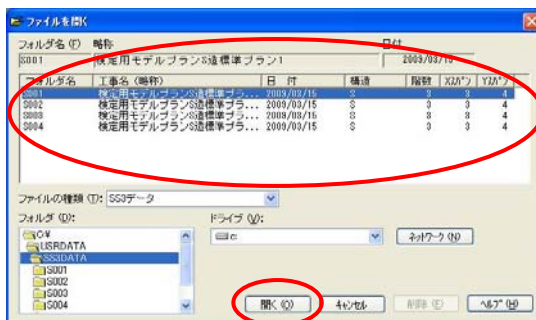 ファイルを開く
フォルダ名(F) 略称 日付
S001 検定用モデルプランS造標準プラン1 2009/03/15
フォルダ名 工事名(略称) 日 付 構造 階数 Xスパン Yスパン
S001 検定用モデルプランS造標準プラ... 2009/03/15 S 3 3 4
S002 検定用モデルプランS造標準プラ... 2009/03/15 S 3 3 4
S003 検定用モデルプランS造標準プラ... 2009/03/15 S 3 3 4
S004 検定用モデルプランS造標準プラ... 2009/03/15 S 3 3 4
ファイルの種類(T): SS3データ
フォルダ(D): ドライブ(V):
C:¥
USRDATA
SS3DATA
S001
S002
S003
S004
c:
ネットワーク(N)
開く(O) キャンセル 削除(E) ヘルプ(H)